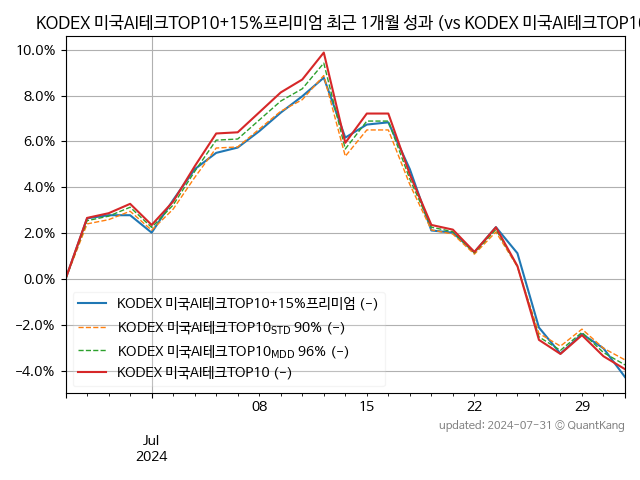 KODEX 미국AI테크TOP10+15%프리미엄 최근 1개월 성과 (vs KODEX 미국AI테크TOP1
10.0%
8.0%
6.0%
4.0%
2.0%
0.0%
−2.0%
−4.0%
KODEX 미국AI테크TOP10+15%프리미엄 (−)
KODEX 미국AI테크TOP10STD 90% (−)
KODEX 미국AI테크TOP10MDD 96% (−)
KODEX 미국AI테크TOP10 (−)
08 15 22 29
Jul
2024
updated: 2024-07-31 © QuantKang